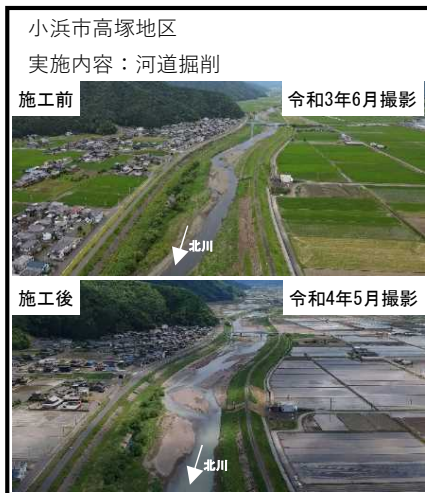 小浜市高塚地区
実施内容：河道掘削
施工前
令和3年6月撮影
北川
施工後
令和4年5月撮影
北川